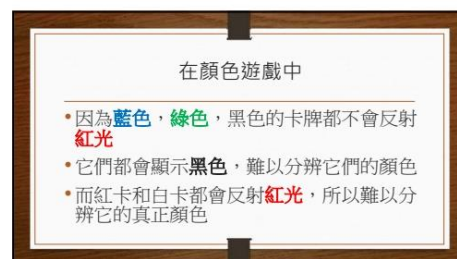 在顏色遊戲中
•因為藍色，綠色，黑色的卡牌都不會反射
紅光
•它們都會顯示黑色，難以分辨它們的顏色
•而紅卡和白卡都會反射紅光，所以難以分
辨它的真正顏色